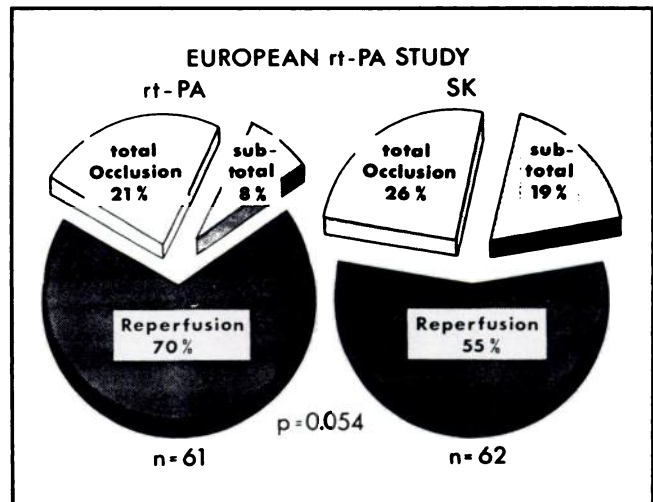 EUROPEAN rt-PA STUDY
rt-PA
SK
total
Occlusion
21 %
sub-
total
8 %
total
Occlusion
26 %
sub-
total
19 %
Reperfusion
70 %
Reperfusion
55 %
p = 0.054
n = 61
n = 62